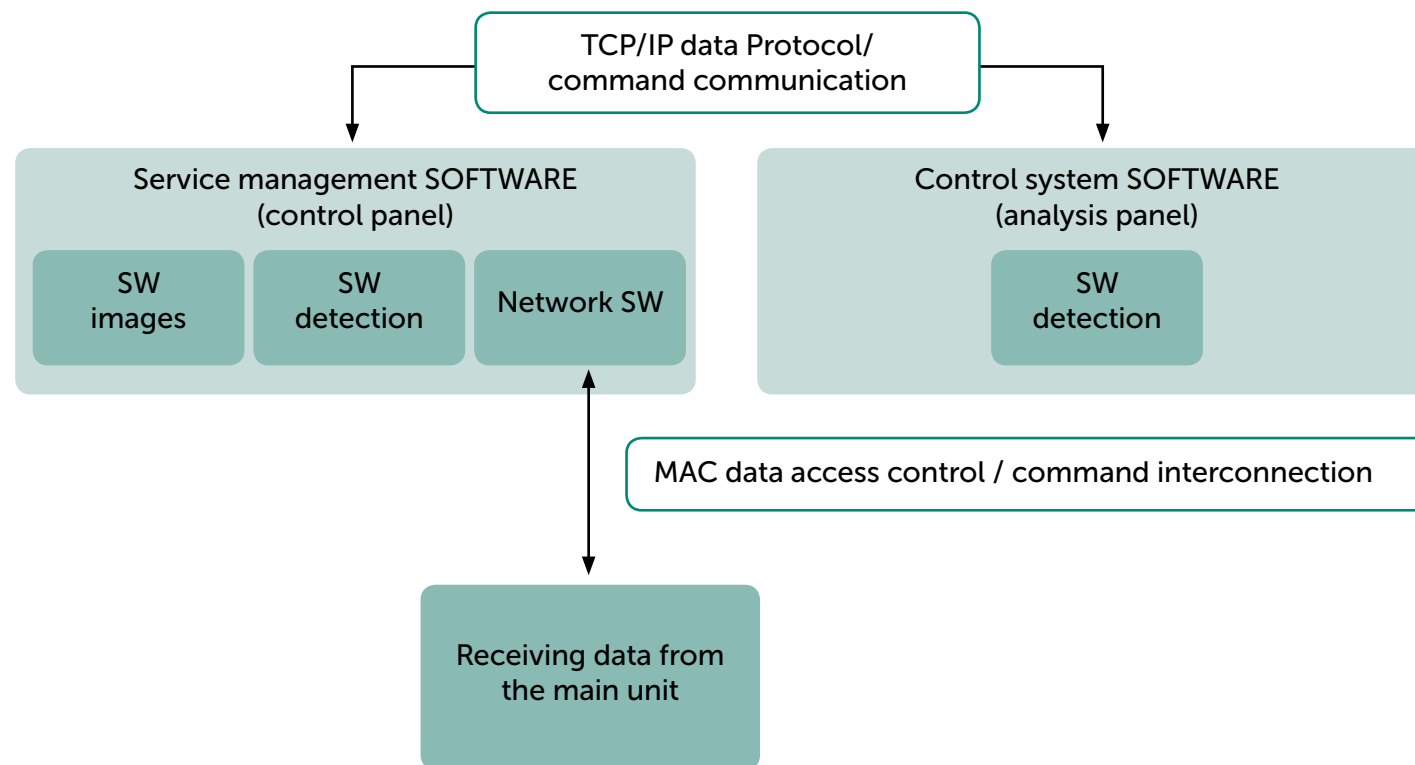 TCP/IP data Protocol/
command communication
Service management SOFTWARE
(control panel)
SW
images
SW
detection
Network SW
Control system SOFTWARE
(analysis panel)
SW
detection
MAC data access control / command interconnection
Receiving data from
the main unit